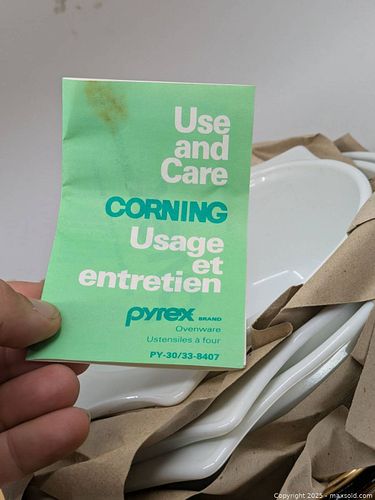 Use
and
Care
CORNING
Usage
et
entretien
pyrex BRAND
Ovenware
Ustensiles à four
PY-30/33-8407
Copyright 2025 - maxsold.com